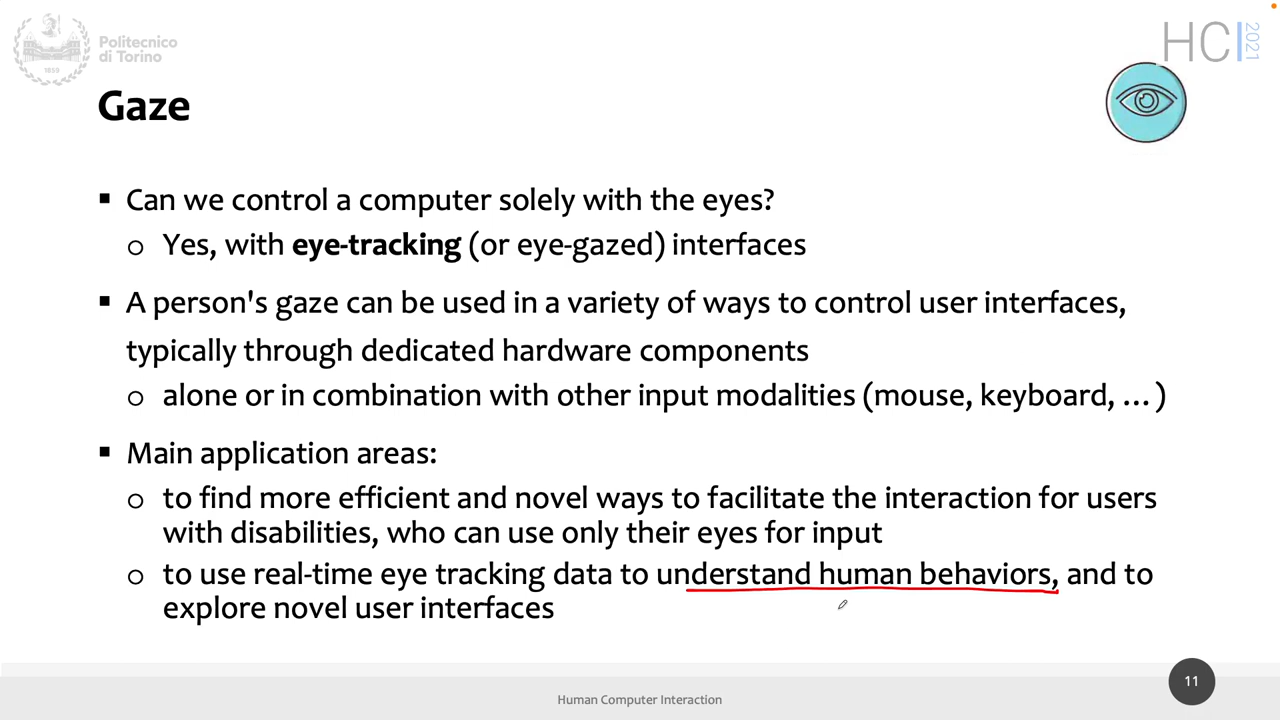 Politecnico
di Torino
1859
HCI 2021
Gaze
▪ Can we control a computer solely with the eyes?
o Yes, with eye-tracking (or eye-gazed) interfaces
▪ A person's gaze can be used in a variety of ways to control user interfaces,
typically through dedicated hardware components
o alone or in combination with other input modalities (mouse, keyboard, … )
▪ Main application areas:
o to find more efficient and novel ways to facilitate the interaction for users
with disabilities, who can use only their eyes for input
o to use real-time eye tracking data to understand human behaviors, and to
explore novel user interfaces
Human Computer Interaction
11